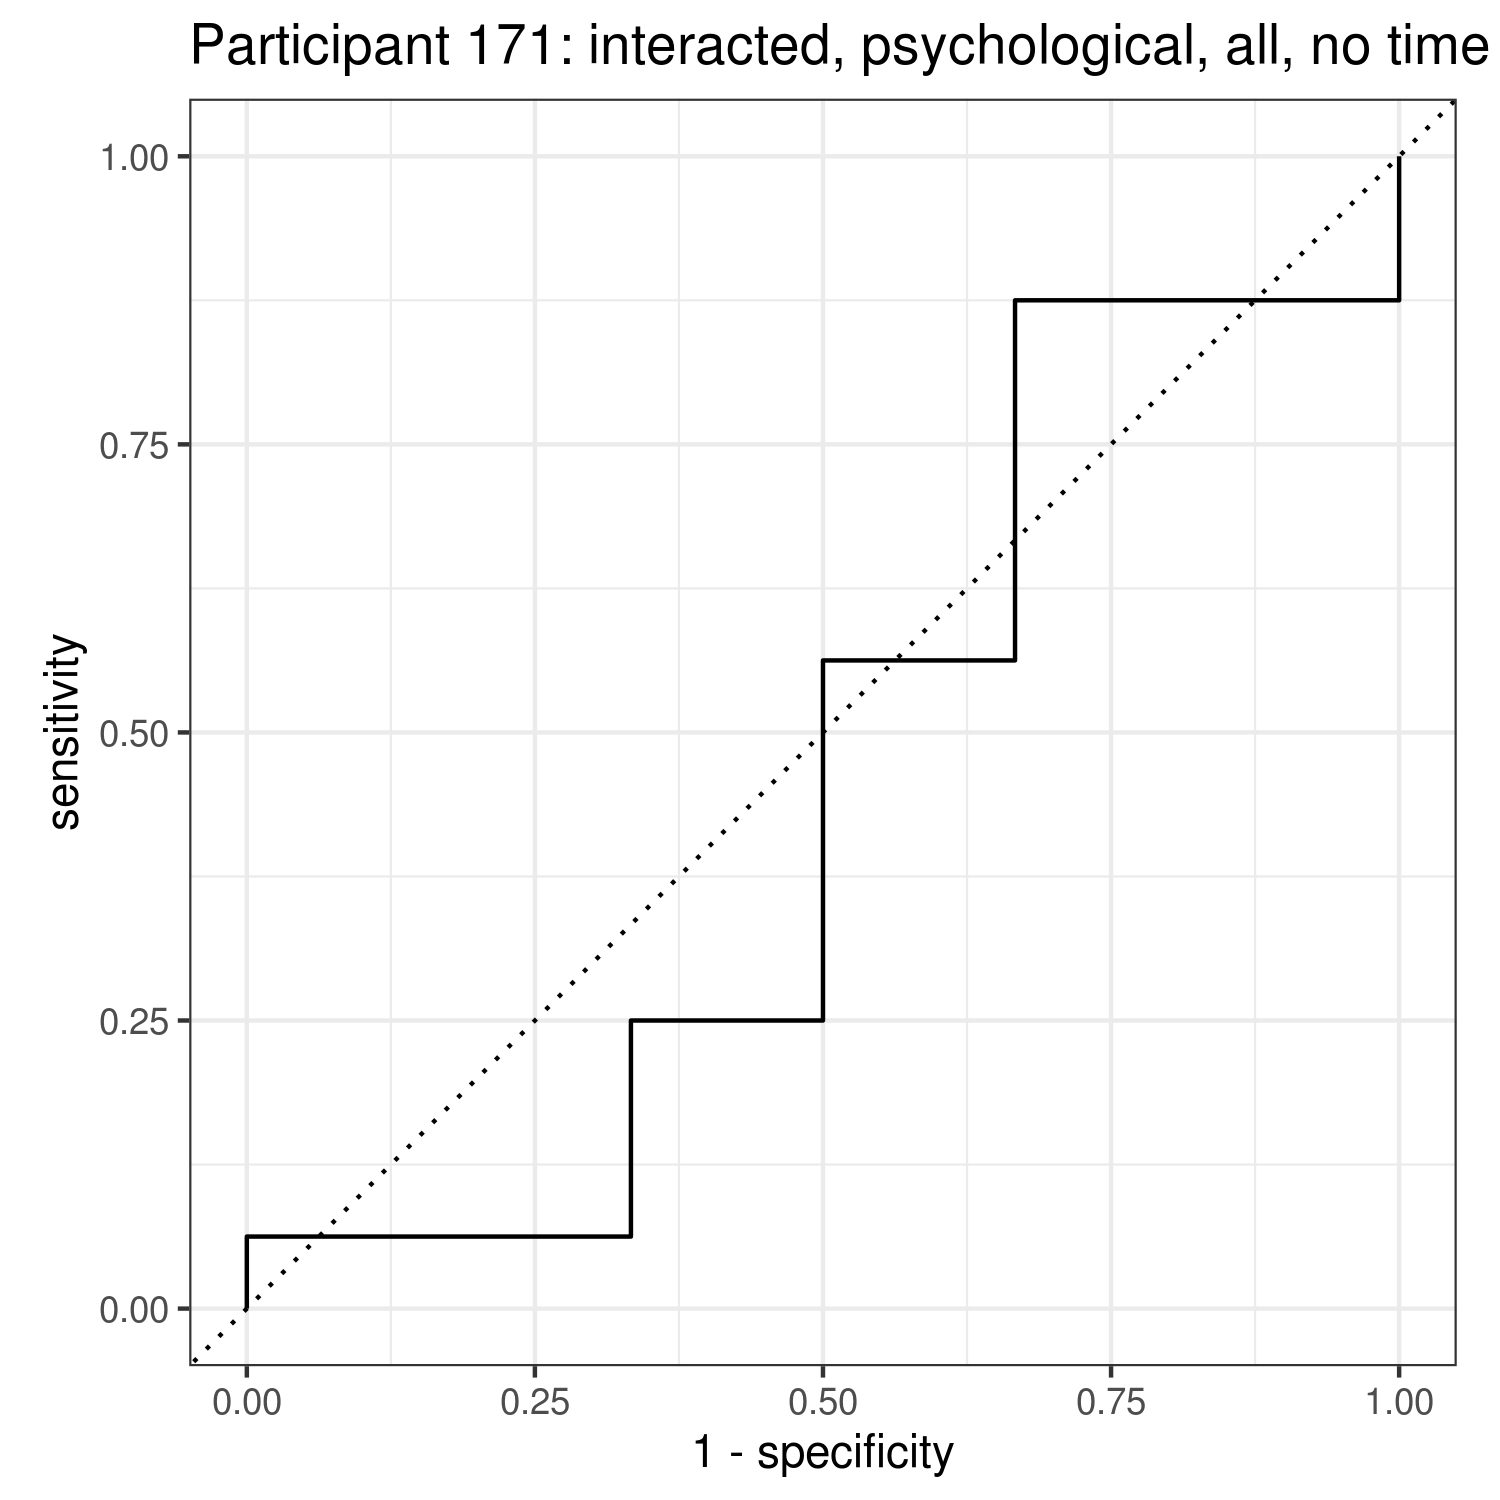 Participant 171: interacted, psychological, all, no time
1.00
0.75
0.50
0.25
0.00
sensitivity
0.00 0.25 0.50 0.75 1.00
1 - specificity